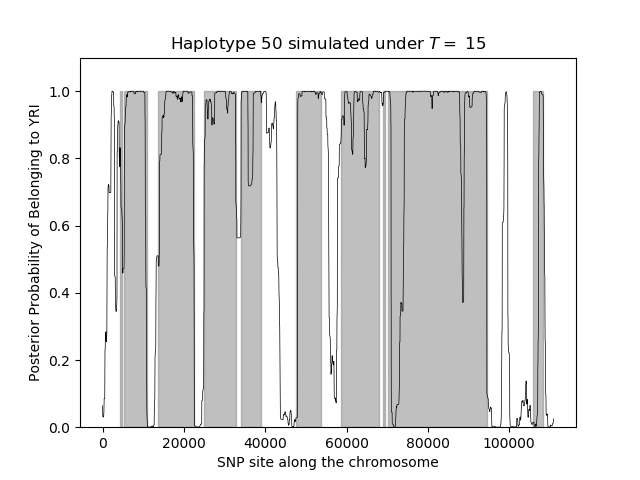 Haplotype 50 simulated under T = 15
Posterior Probability of Belonging to YRI
1.0
0.8
0.6
0.4
0.2
0.0
0 20000 40000 60000 80000 100000
SNP site along the chromosome